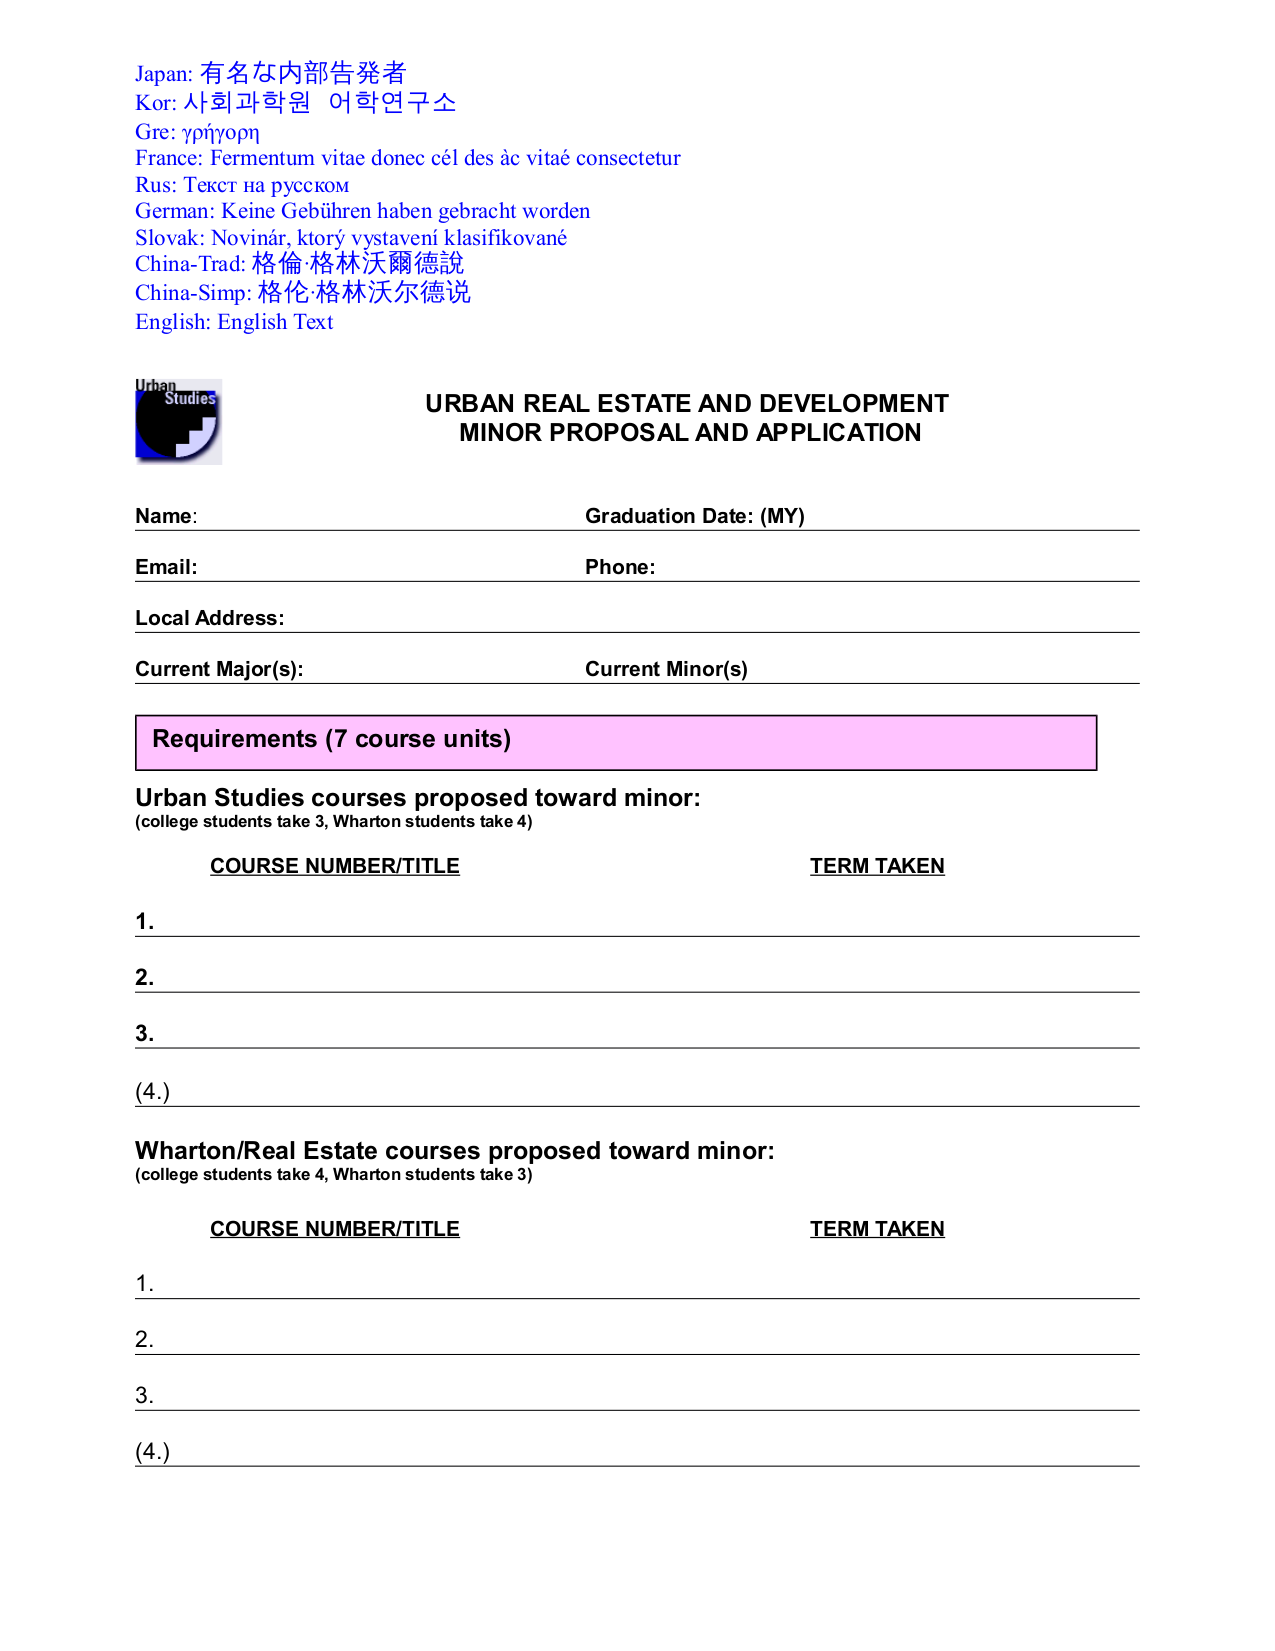 Japan: 有名な内部告発者
Kor: 사회과학원 어학연구소
Gre: γρήγορη
France: Fermentum vitae donec cél des àc vitaé consectetur
Rus: Текст на русском
German: Keine Gebühren haben gebracht worden
Slovak: Novinár, ktorý vystavení klasifikované
China-Trad: 格倫·格林沃爾德說
China-Simp: 格伦·格林沃尔德说
English: English Text
Urban
Studies
URBAN REAL ESTATE AND DEVELOPMENT
MINOR PROPOSAL AND APPLICATION
Name: Graduation Date: (MY)
Email: Phone:
Local Address:
Current Major(s): Current Minor(s)
Requirements (7 course units)
Urban Studies courses proposed toward minor:
(college students take 3, Wharton students take 4)
COURSE NUMBER/TITLE TERM TAKEN
1.
2.
3.
(4.)
Wharton/Real Estate courses proposed toward minor:
(college students take 4, Wharton students take 3)
COURSE NUMBER/TITLE TERM TAKEN
1.
2.
3.
(4.)